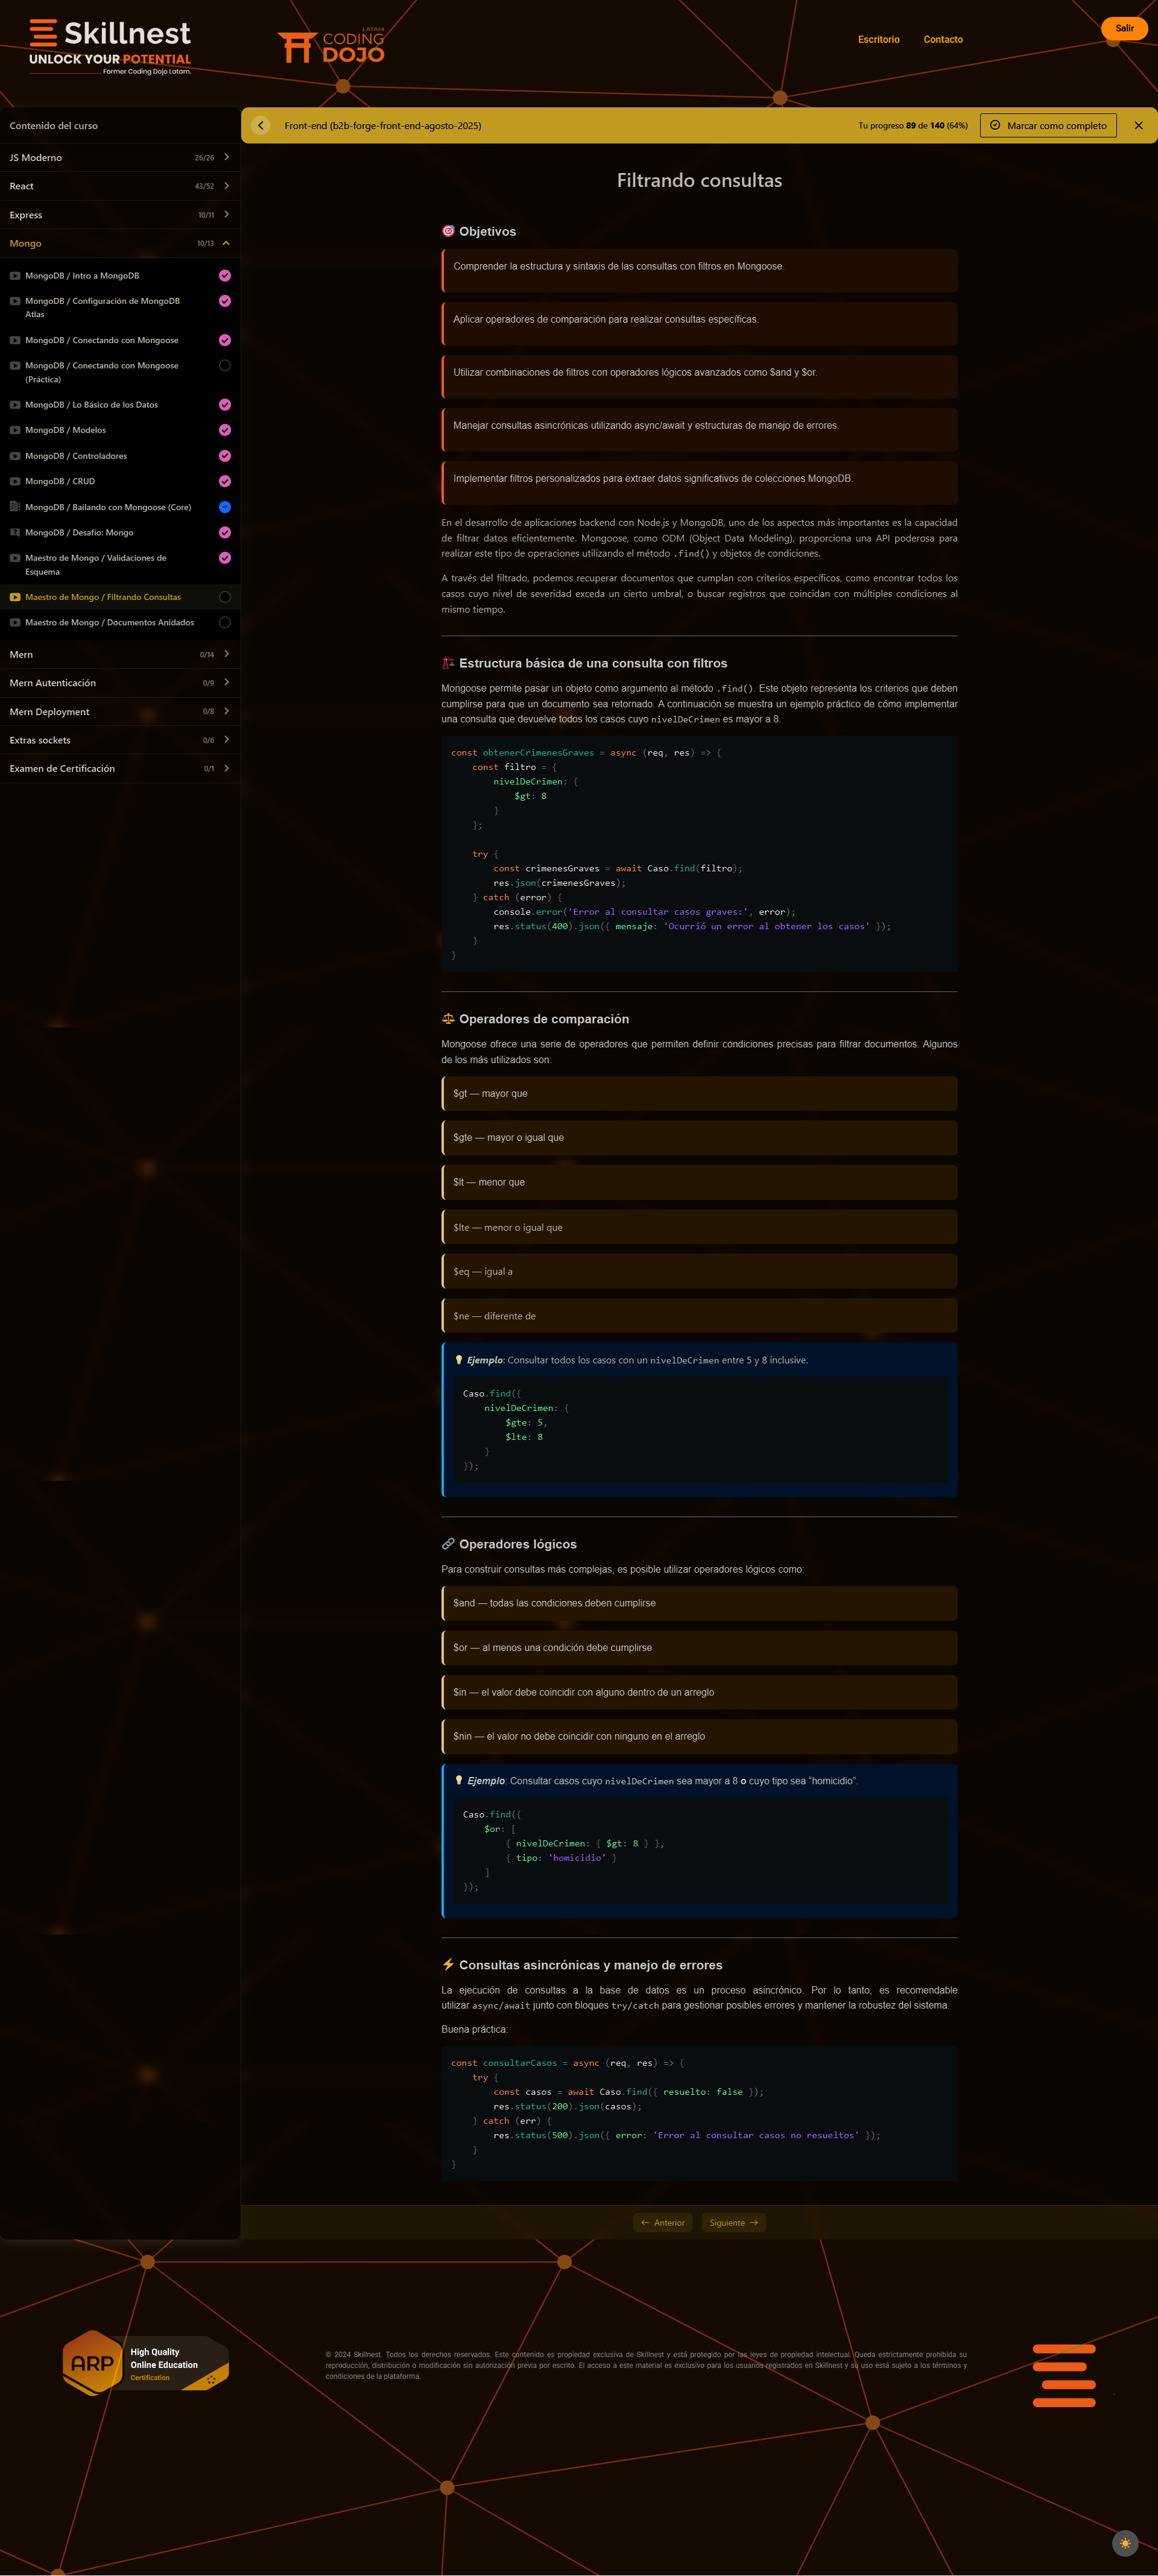 Skillnest
UNLOCK YOUR POTENTIAL
Former Coding Dojo Latam.
LATAM
CODING
DOJO
Escritorio
Contacto
Salir
Contenido del curso
JS Moderno 26/26
React 43/52
Express 10/11
Mongo 10/13
MongoDB / Intro a MongoDB
MongoDB / Configuración de MongoDB
Atlas
MongoDB / Conectando con Mongoose
MongoDB / Conectando con Mongoose
(Práctica)
MongoDB / Lo Básico de los Datos
MongoDB / Modelos
MongoDB / Controladores
MongoDB / CRUD
MongoDB / Bailando con Mongoose (Core)
MongoDB / Desafío: Mongo
Maestro de Mongo / Validaciones de
Esquema
Maestro de Mongo / Filtrando Consultas
Maestro de Mongo / Documentos Anidados
Mern 0/14
Mern Autenticación 0/9
Mern Deployment 0/8
Extras sockets 0/6
Examen de Certificación 0/1
Front-end (b2b-forge-front-end-agosto-2025)
Tu progreso 89 de 140 (64%)
Marcar como completo
Filtrando consultas
🎯 Objetivos
Comprender la estructura y sintaxis de las consultas con filtros en Mongoose.
Aplicar operadores de comparación para realizar consultas específicas.
Utilizar combinaciones de filtros con operadores lógicos avanzados como $and y $or.
Manejar consultas asincrónicas utilizando async/await y estructuras de manejo de errores.
Implementar filtros personalizados para extraer datos significativos de colecciones MongoDB.
En el desarrollo de aplicaciones backend con Node.js y MongoDB, uno de los aspectos más importantes es la capacidad
de filtrar datos eficientemente. Mongoose, como ODM (Object Data Modeling), proporciona una API poderosa para
realizar este tipo de operaciones utilizando el método .find() y objetos de condiciones.
A través del filtrado, podemos recuperar documentos que cumplan con criterios específicos, como encontrar todos los
casos cuyo nivel de severidad exceda un cierto umbral, o buscar registros que coincidan con múltiples condiciones al
mismo tiempo.
🏗️ Estructura básica de una consulta con filtros
Mongoose permite pasar un objeto como argumento al método .find(). Este objeto representa los criterios que deben
cumplirse para que un documento sea retornado. A continuación se muestra un ejemplo práctico de cómo implementar
una consulta que devuelve todos los casos cuyo nivelDeCrimen es mayor a 8.
const obtenerCrimenesGraves = async (req, res) => {
    const filtro = {
        nivelDeCrimen: {
            $gt: 8
        }
    };
    try {
        const crimenesGraves = await Caso.find(filtro);
        res.json(crimenesGraves);
    } catch (error) {
        console.error('Error al consultar casos graves:', error);
        res.status(400).json({ mensaje: 'Ocurrió un error al obtener los casos' });
    }
}
⚖️ Operadores de comparación
Mongoose ofrece una serie de operadores que permiten definir condiciones precisas para filtrar documentos. Algunos
de los más utilizados son:
$gt — mayor que
$gte — mayor o igual que
$lt — menor que
$lte — menor o igual que
$eq — igual a
$ne — diferente de
💡 Ejemplo: Consultar todos los casos con un nivelDeCrimen entre 5 y 8 inclusive.
Caso.find({
    nivelDeCrimen: {
        $gte: 5,
        $lte: 8
    }
});
🔗 Operadores lógicos
Para construir consultas más complejas, es posible utilizar operadores lógicos como:
$and — todas las condiciones deben cumplirse
$or — al menos una condición debe cumplirse
$in — el valor debe coincidir con alguno dentro de un arreglo
$nin — el valor no debe coincidir con ninguno en el arreglo
💡 Ejemplo: Consultar casos cuyo nivelDeCrimen sea mayor a 8 o cuyo tipo sea "homicidio".
Caso.find({
    $or: [
        { nivelDeCrimen: { $gt: 8 } },
        { tipo: 'homicidio' }
    ]
});
⚡ Consultas asincrónicas y manejo de errores
La ejecución de consultas a la base de datos es un proceso asincrónico. Por lo tanto, es recomendable
utilizar async/await junto con bloques try/catch para gestionar posibles errores y mantener la robustez del sistema.
Buena práctica:
const consultarCasos = async (req, res) => {
    try {
        const casos = await Caso.find({ resuelto: false });
        res.status(200).json(casos);
    } catch (err) {
        res.status(500).json({ error: 'Error al consultar casos no resueltos' });
    }
}
← Anterior
Siguiente →
ARP
High Quality
Online Education
Certification
© 2024 Skillnest. Todos los derechos reservados. Este contenido es propiedad exclusiva de Skillnest y está protegido por las leyes de propiedad intelectual. Queda estrictamente prohibida su
reproducción, distribución o modificación sin autorización previa por escrito. El acceso a este material es exclusivo para los usuarios registrados en Skillnest y su uso está sujeto a los términos y
condiciones de la plataforma.